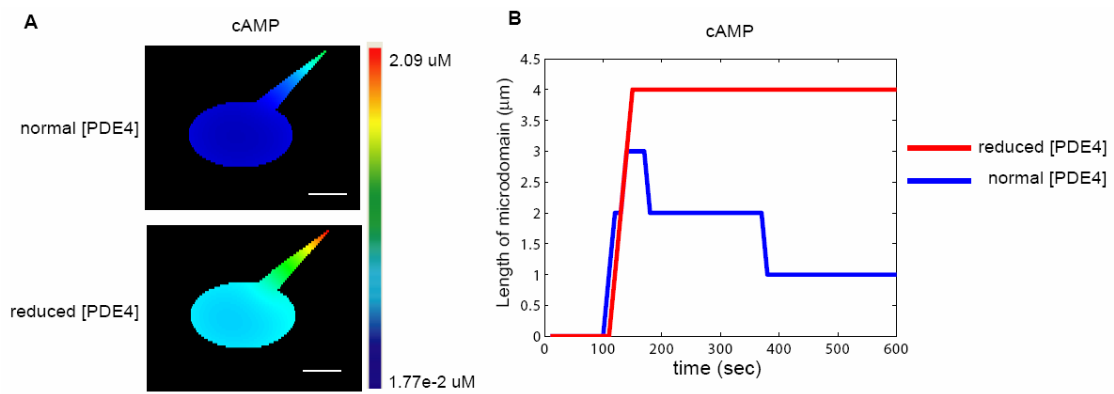 A
cAMP
2.09 uM
normal [PDE4]
reduced [PDE4]
1.77e-2 uM
B
cAMP
Length of microdomain (μm)
4.5
4
3.5
3
2.5
2
1.5
1
0.5
0
0 100 200 300 400 500 600
time (sec)
reduced [PDE4]
normal [PDE4]